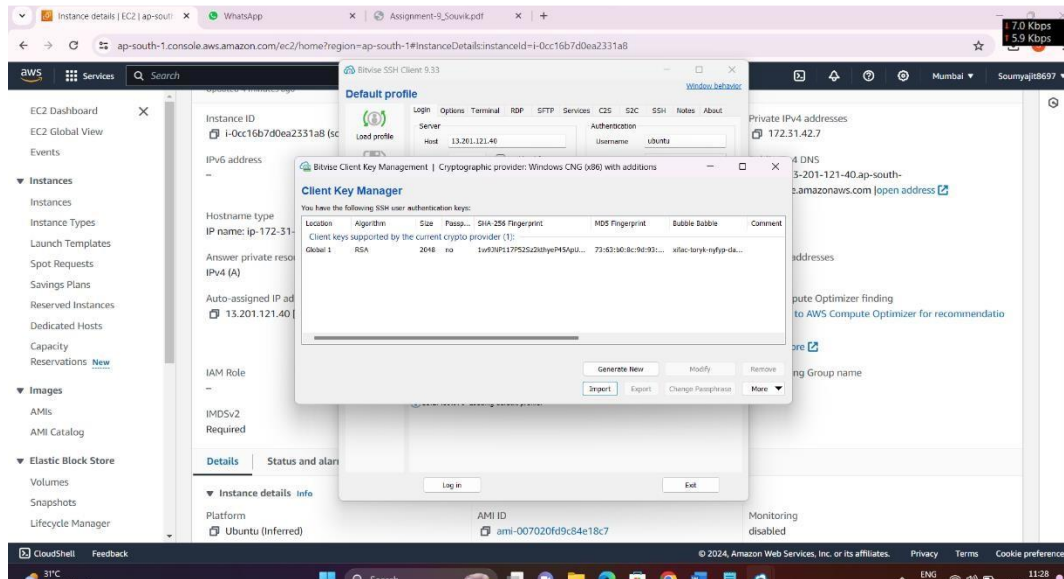 Instance details | EC2 | ap-sout
WhatsApp
Assignment-9_Souvik.pdf
7.0 Kbps
5.9 Kbps
ap-south-1.console.aws.amazon.com/ec2/home?region=ap-south-1#InstanceDetails:instanceId=i-0cc16b7d0ea2331a8
aws
Services
Search
Mumbai
Soumyajit8697
EC2 Dashboard
EC2 Global View
Events
Instances
Instances
Instance Types
Launch Templates
Spot Requests
Savings Plans
Reserved Instances
Dedicated Hosts
Capacity
Reservations New
Images
AMIs
AMI Catalog
Elastic Block Store
Volumes
Snapshots
Lifecycle Manager
Instance ID
i-0cc16b7d0ea2331a8 (sc
IPv6 address
–
Hostname type
IP name: ip-172-31-
Answer private reso
IPv4 (A)
Auto-assigned IP ad
13.201.121.40 [
IAM Role
–
IMDSv2
Required
Details
Status and alar
Instance details Info
Platform
Ubuntu (Inferred)
AMI ID
ami-007020fd9c84e18c7
Monitoring
disabled
Private IPv4 addresses
172.31.42.7
4 DNS
3-201-121-40.ap-south-
e.amazonaws.com |open address
ddresses
pute Optimizer finding
to AWS Compute Optimizer for recommendatio
ore
ng Group name
Bitvise SSH Client 9.33
Default profile
Window behavior
Load profile
Login Options Terminal RDP SFTP Services C2S S2C SSH Notes About
Server
Host 13.201.121.40
Authentication
Username ubuntu
Bitvise Client Key Management | Cryptographic provider: Windows CNG (x86) with additions
Client Key Manager
You have the following SSH user authentication keys:
Location Algorithm Size Passp... SHA-256 Fingerprint MD5 Fingerprint Bubble Babble Comment
Client keys supported by the current crypto provider (1):
Global 1 RSA 2048 no
Generate New Modify Remove
Import Export Change Passphrase More
Log in
Exit
CloudShell Feedback
© 2024, Amazon Web Services, Inc. or its affiliates. Privacy Terms Cookie preference
31°C
Search
ENG
11:28